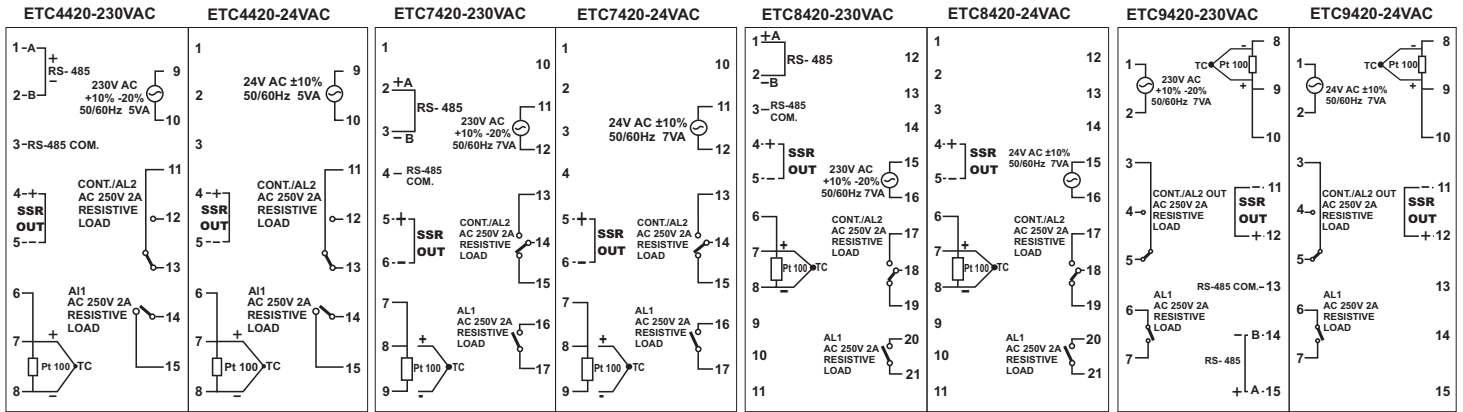 ETC4420-230VAC
1-A
+
RS- 485
−
2-B
3-RS-485 COM.
4-+
SSR
OUT
5--
6
7
+
Pt 100
TC
8
−
9
230V AC
+10% -20%
50/60Hz 5VA
10
11
CONT./AL2
AC 250V 2A
RESISTIVE
LOAD
12
13
Al1
AC 250V 2A
RESISTIVE
LOAD
14
15
ETC4420-24VAC
1
2
3
4-+
SSR
OUT
5--
6
7
+
Pt 100
TC
8
−
9
24V AC ±10%
50/60Hz 5VA
10
11
CONT./AL2
AC 250V 2A
RESISTIVE
LOAD
12
13
Al1
AC 250V 2A
RESISTIVE
LOAD
14
15
ETC7420-230VAC
1
2
+A
RS- 485
3
−B
4 – RS-485
COM.
5-+
SSR
OUT
6--
7
8
+
Pt 100
TC
9
-
10
11
230V AC
+10% -20%
50/60Hz 7VA
12
13
CONT./AL2
AC 250V 2A
RESISTIVE
LOAD
14
15
AL1
AC 250V 2A
RESISTIVE
LOAD
16
17
ETC7420-24VAC
1
2
3
4
5-+
SSR
OUT
6--
7
8
+
Pt 100
TC
9
-
10
11
24V AC ±10%
50/60Hz 7VA
12
13
CONT./AL2
AC 250V 2A
RESISTIVE
LOAD
14
15
AL1
AC 250V 2A
RESISTIVE
LOAD
16
17
ETC8420-230VAC
1
+A
RS- 485
2
−B
3–RS-485
COM.
4-+
SSR
OUT
5--
6
7
+
Pt 100
TC
8
−
9
10
11
12
13
14
15
230V AC
+10% -20%
50/60Hz 7VA
16
CONT./AL2
AC 250V 2A
RESISTIVE
LOAD
17
18
19
AL1
AC 250V 2A
RESISTIVE
LOAD
20
21
ETC8420-24VAC
1
2
3
4-+
SSR
OUT
5--
6
7
+
Pt 100
TC
8
−
9
10
11
12
13
14
24V AC ±10%
50/60Hz 7VA
15
16
CONT./AL2
AC 250V 2A
RESISTIVE
LOAD
17
18
19
AL1
AC 250V 2A
RESISTIVE
LOAD
20
21
ETC9420-230VAC
1
230V AC
+10% -20%
50/60Hz 7VA
2
3
CONT./AL2 OUT
AC 250V 2A
RESISTIVE
LOAD
4
5
6
AL1
AC 250V 2A
RESISTIVE
LOAD
7
8
-
TC
Pt 100
+
9
10
11
SSR
OUT
+12
RS-485 COM.-13
B-14
−
RS- 485
+
A-15
ETC9420-24VAC
1
24V AC ±10%
50/60Hz 7VA
2
3
CONT./AL2 OUT
AC 250V 2A
RESISTIVE
LOAD
4
5
6
AL1
AC 250V 2A
RESISTIVE
LOAD
7
8
-
TC
Pt 100
+
9
10
11
SSR
OUT
+12
13
14
15